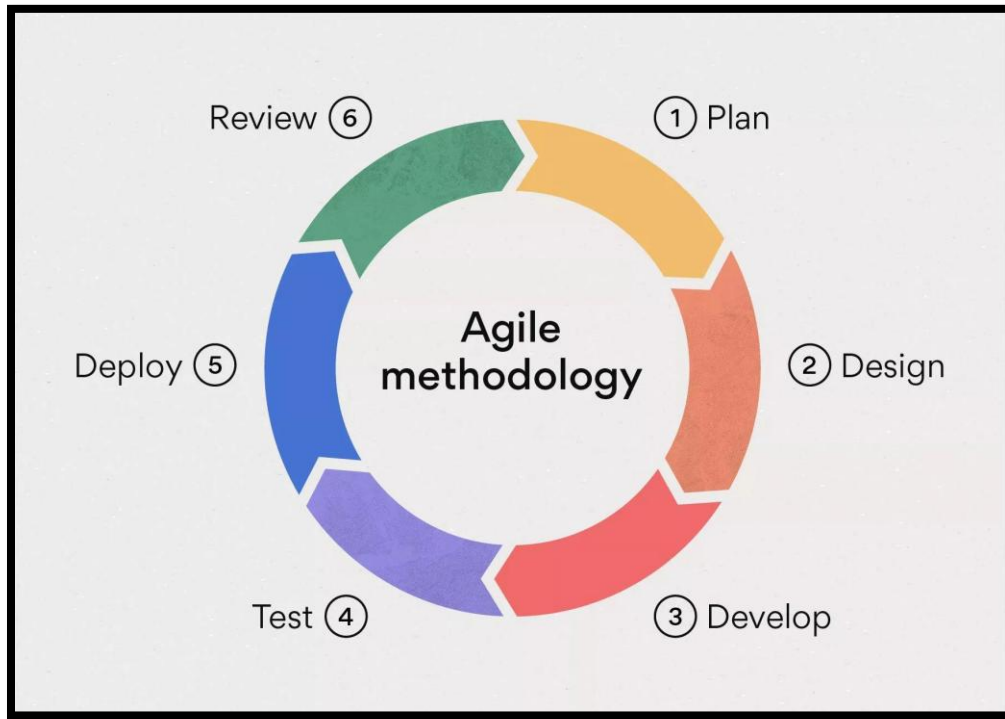 Agile
methodology
1 Plan
2 Design
3 Develop
Test 4
Deploy 5
Review 6